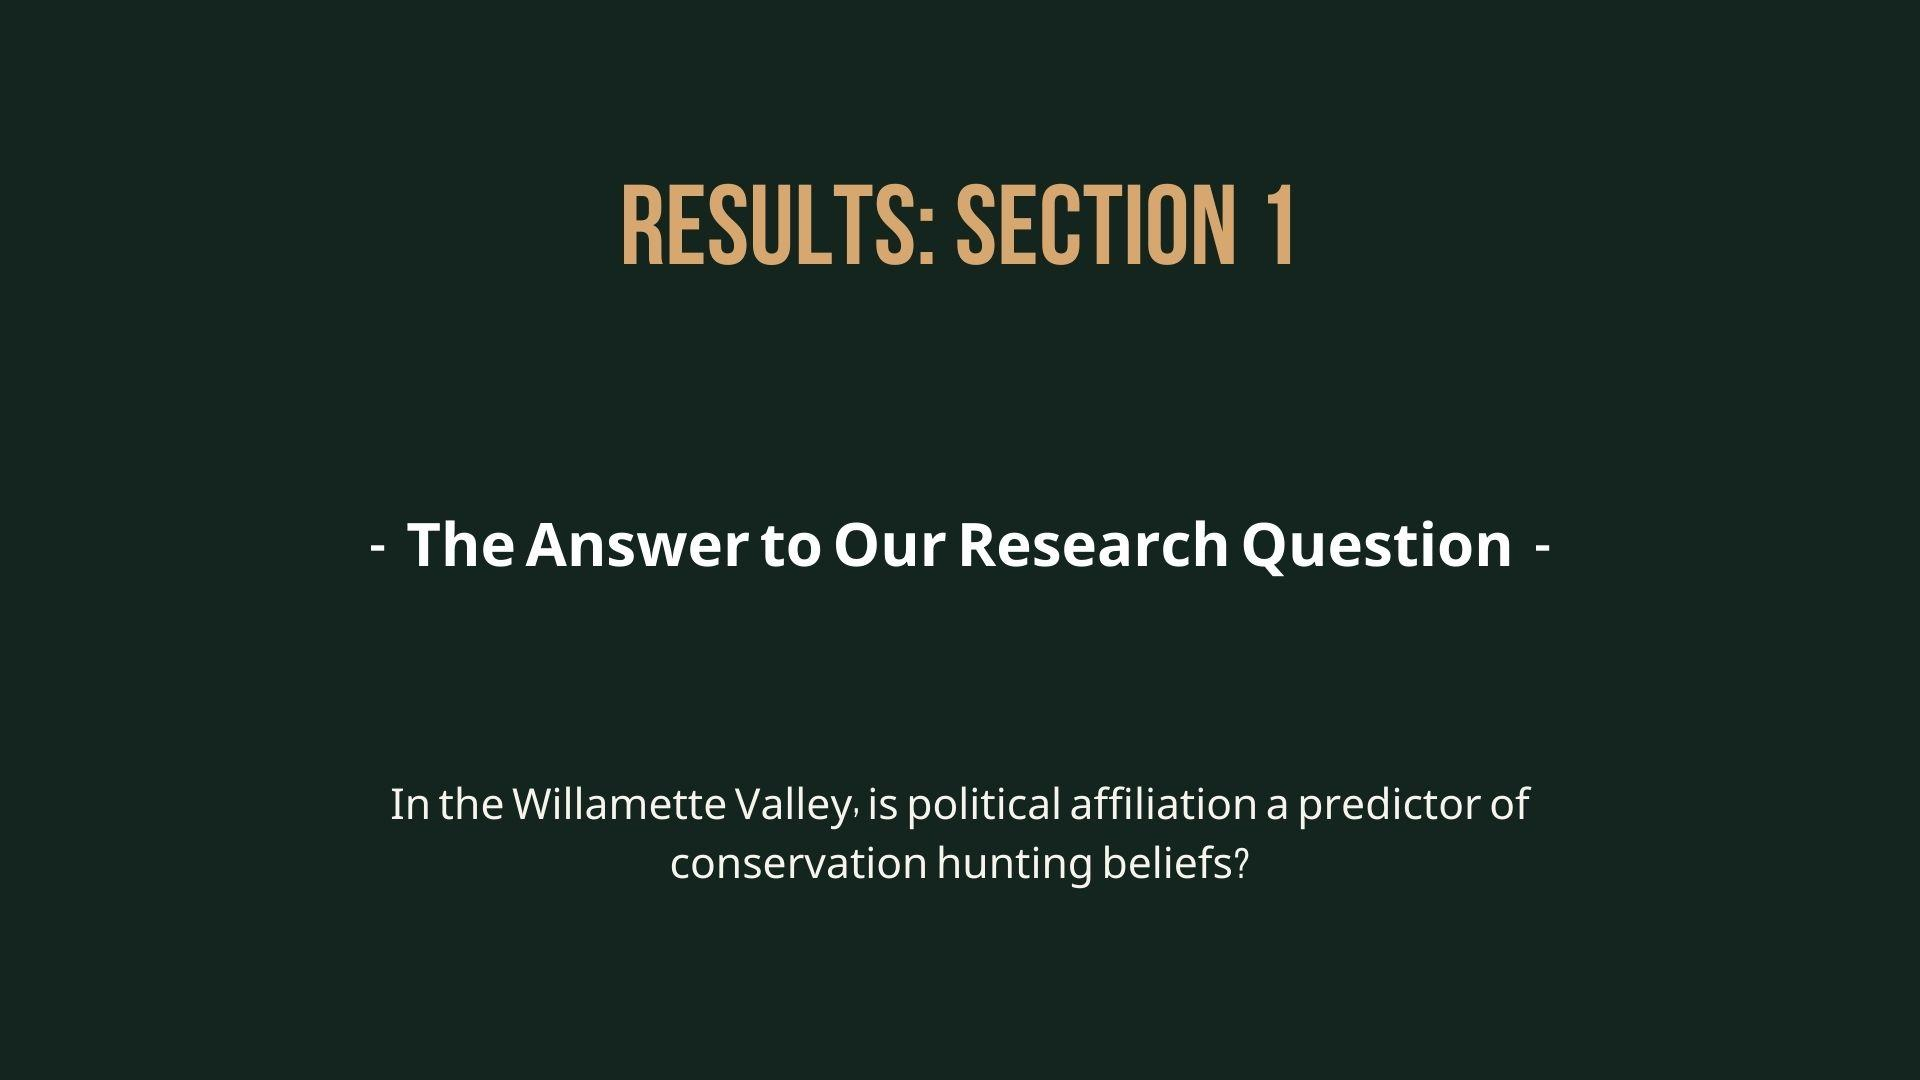 RESULTS: SECTION 1
- The Answer to Our Research Question -
In the Willamette Valley, is political affiliation a predictor of
conservation hunting beliefs?